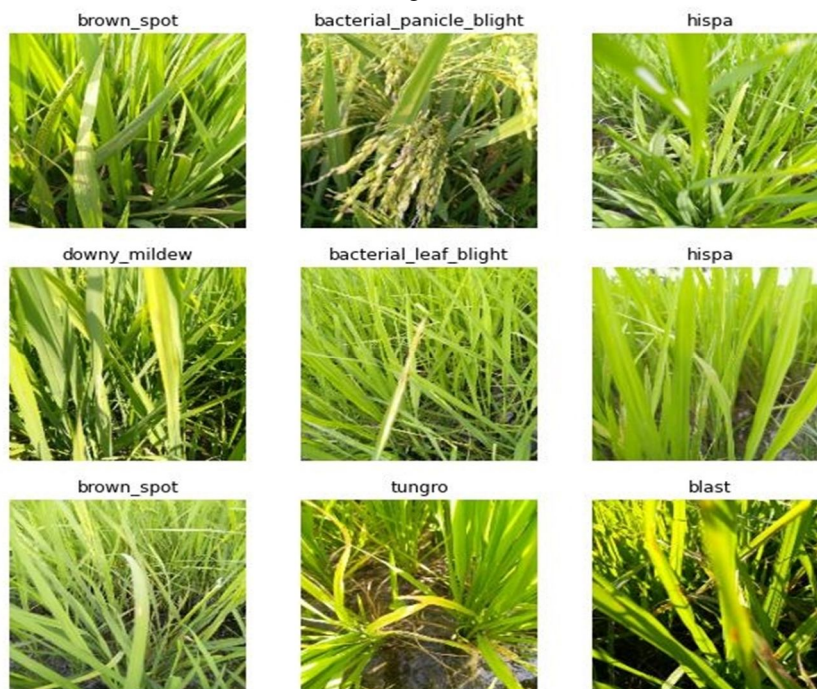 brown_spot bacterial_panicle_blight hispa
downy_mildew bacterial_leaf_blight hispa
brown_spot tungro blast